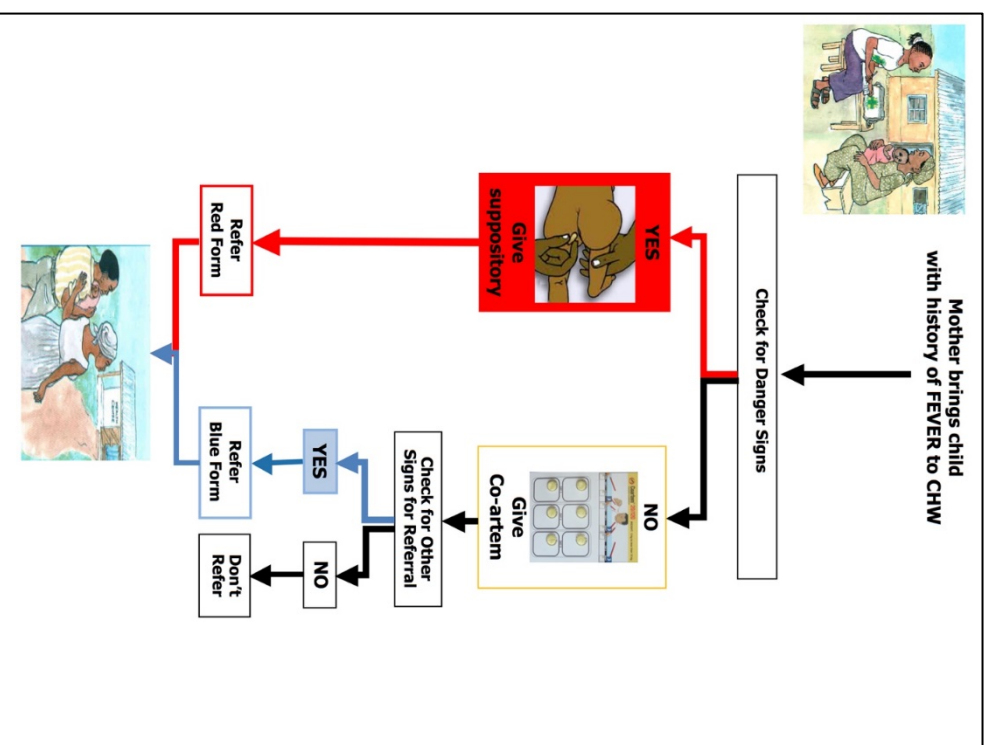 Mother brings child
with history of FEVER to CHW
Check for Danger Signs
YES
Give
suppository
NO
Give
Co-artem
Refer
Red Form
Check for Other
Signs for Referral
YES
NO
Refer
Blue Form
Don't
Refer